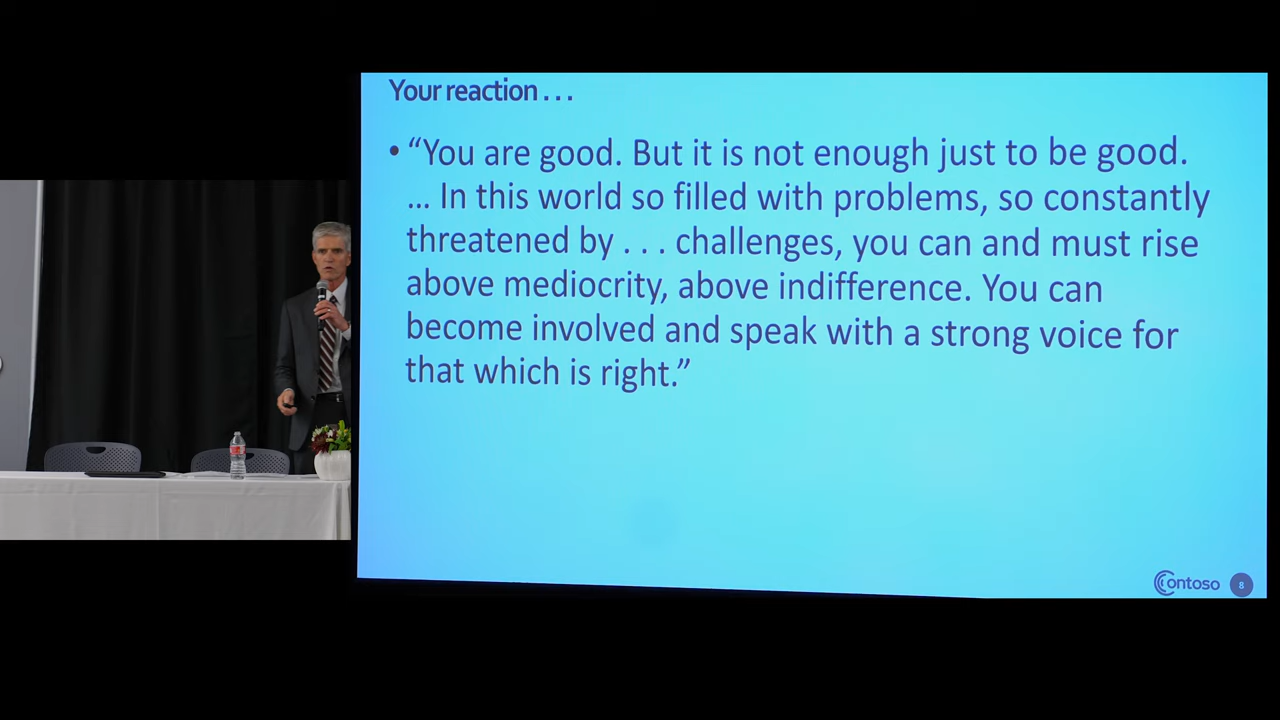 Your reaction . . .
• “You are good. But it is not enough just to be good.
... In this world so filled with problems, so constantly
threatened by . . . challenges, you can and must rise
above mediocrity, above indifference. You can
become involved and speak with a strong voice for
that which is right.”
Contoso 8